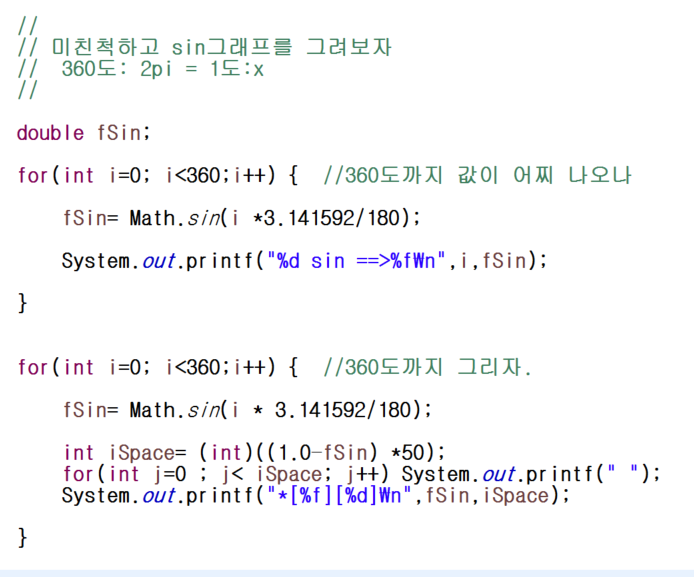 //
// 미친척하고 sin그래프를 그려보자
//  360도: 2pi = 1도:x
//
double fSin;
for(int i=0; i<360;i++) {  //360도까지 값이 어찌 나오나
fSin= Math.sin(i *3.141592/180);
System.out.printf("%d sin ==>%f₩n",i,fSin);
}
for(int i=0; i<360;i++) {  //360도까지 그리자.
fSin= Math.sin(i * 3.141592/180);
int iSpace= (int)((1.0-fSin) *50);
for(int j=0 ; j< iSpace; j++) System.out.printf(" ");
System.out.printf("*[%f][%d]₩n",fSin,iSpace);
}